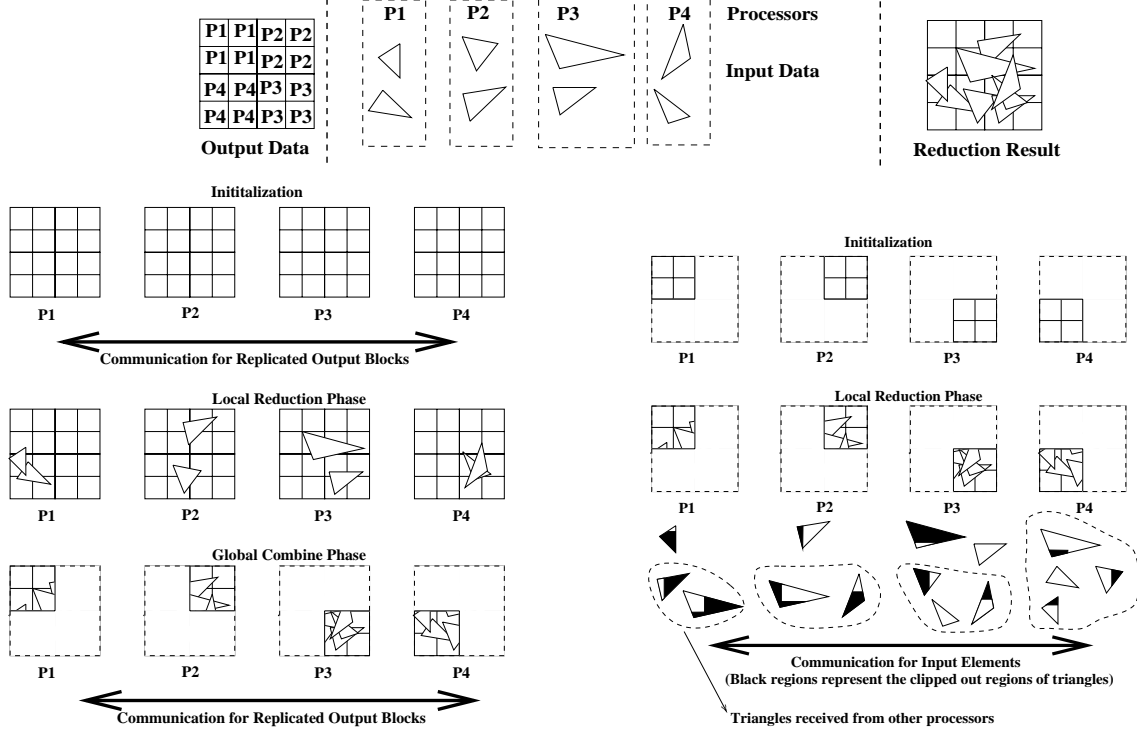 P1 P1 P2 P2
P1 P1 P2 P2
P4 P4 P3 P3
P4 P4 P3 P3
Output Data
P1 P2 P3 P4 Processors
Input Data
Reduction Result
Inititalization
P1 P2 P3 P4
Communication for Replicated Output Blocks
Local Reduction Phase
P1 P2 P3 P4
Global Combine Phase
P1 P2 P3 P4
Communication for Replicated Output Blocks
Inititalization
P1 P2 P3 P4
Local Reduction Phase
P1 P2 P3 P4
Communication for Input Elements
(Black regions represent the clipped out regions of triangles)
Triangles received from other processors